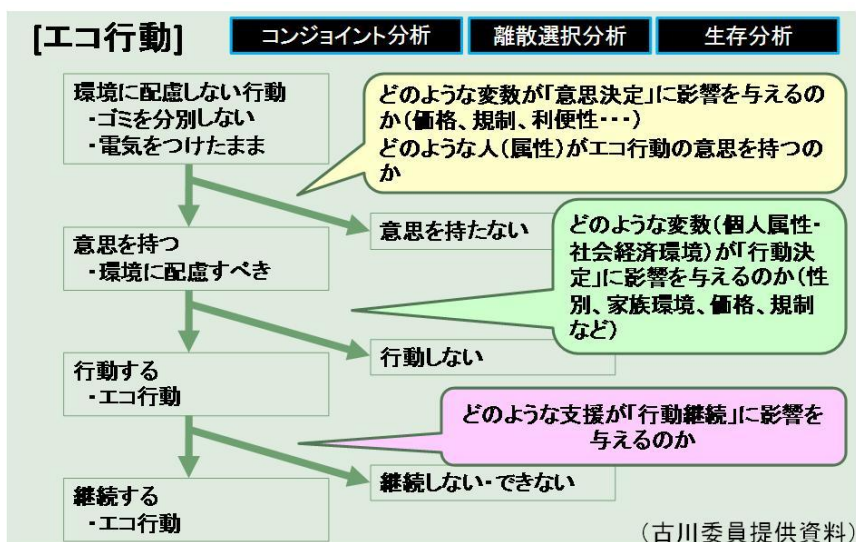 [エコ行動]
コンジョイント分析
離散選択分析
生存分析
環境に配慮しない行動
・ゴミを分別しない
・電気をつけたまま
どのような変数が「意思決定」に影響を与えるの
か(価格、規制、利便性・・・)
どのような人(属性)がエコ行動の意思を持つの
か
意思を持たない
意思を持つ
・環境に配慮すべき
どのような変数(個人属性・
社会経済環境)が「行動決
定」に影響を与えるのか(性
別、家族環境、価格、規制
など)
行動しない
行動する
・エコ行動
どのような支援が「行動継続」に影響を
与えるのか
継続しない・できない
継続する
・エコ行動
(古川委員提供資料)